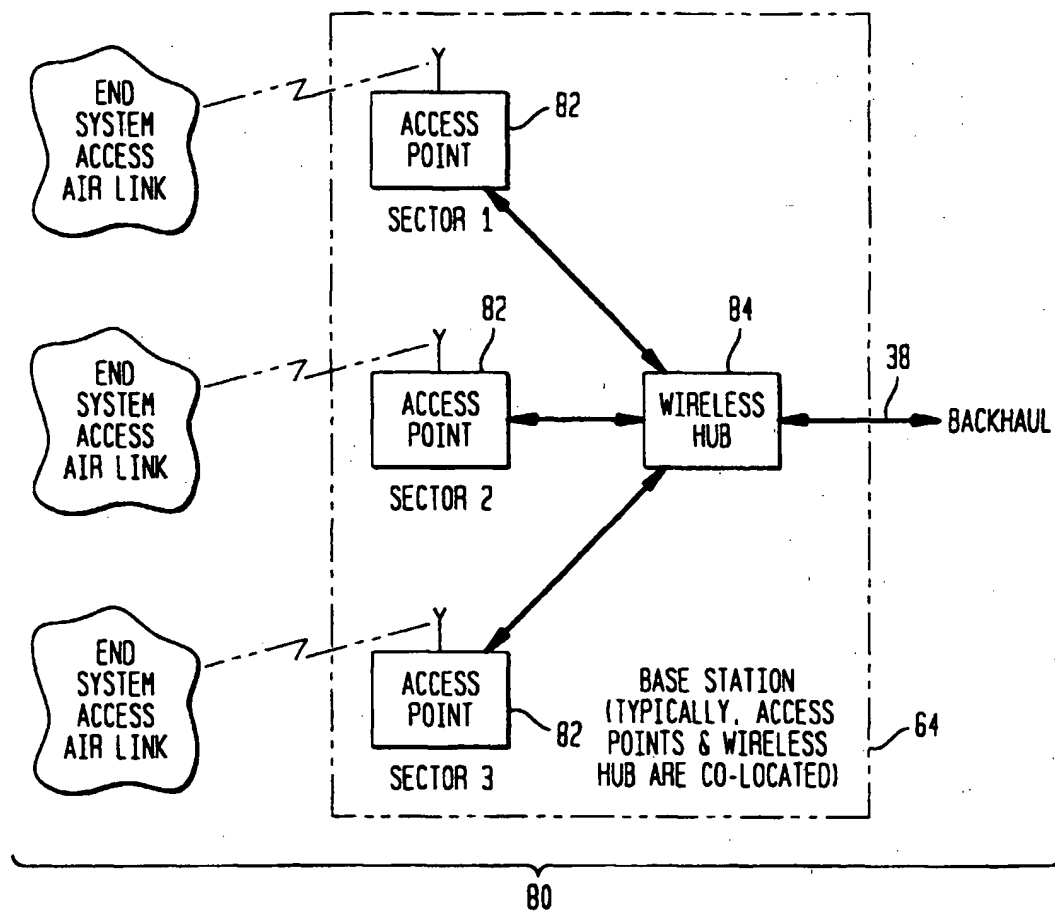 END
SYSTEM
ACCESS
AIR LINK
ACCESS
POINT
82
SECTOR 1
END
SYSTEM
ACCESS
AIR LINK
82
ACCESS
POINT
SECTOR 2
84
WIRELESS
HUB
38
BACKHAUL
END
SYSTEM
ACCESS
AIR LINK
ACCESS
POINT
82
SECTOR 3
BASE STATION
(TYPICALLY, ACCESS
POINTS & WIRELESS
HUB ARE CO-LOCATED)
64
80